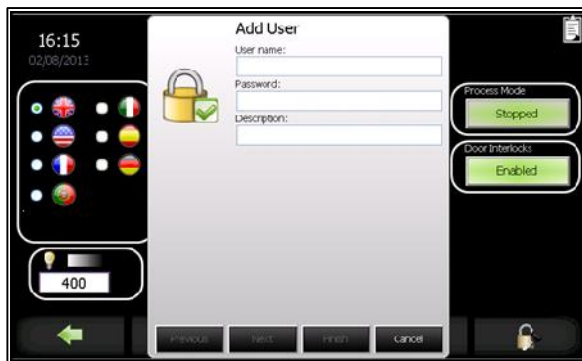 16:15
02/08/2013
Add User
User name:
Password:
Description:
Process Mode
Stopped
Door Interlocks
Enabled
400
Previous
Next
Finish
Cancel